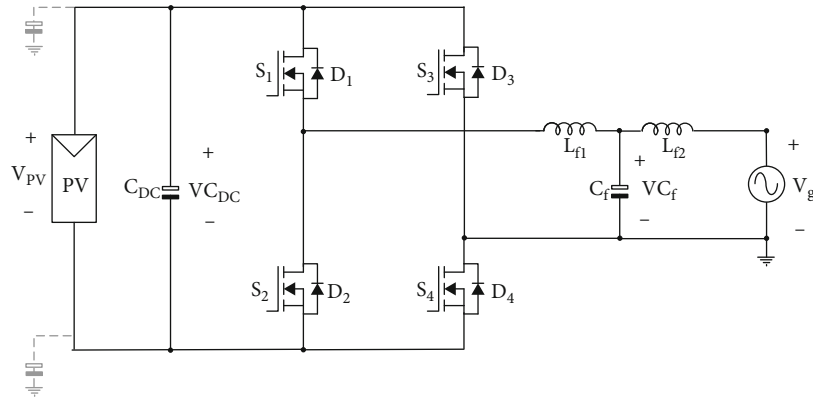 S1
D1
S3
D3
+
VPV
−
PV
CDC
+
VCDC
−
Lf1
Lf2
Cf
+
VCf
−
+
Vg
−
S2
D2
S4
D4